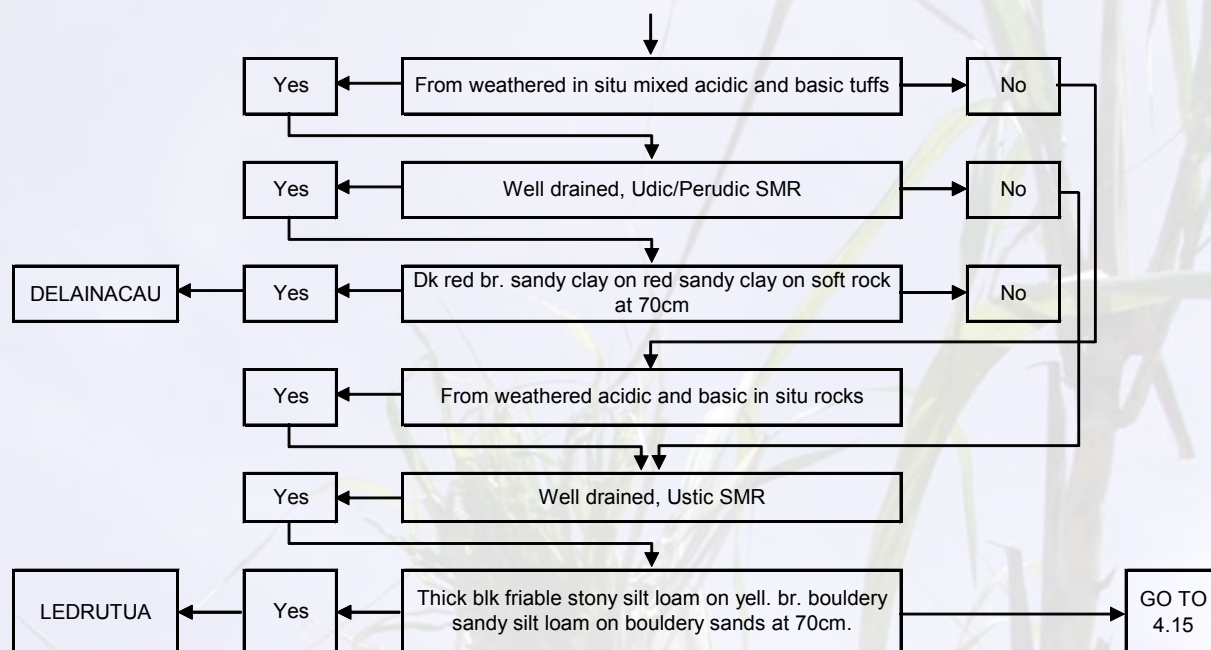 Yes
From weathered in situ mixed acidic and basic tuffs
No
Yes
Well drained, Udic/Perudic SMR
No
DELAINACAU
Yes
Dk red br. sandy clay on red sandy clay on soft rock
at 70cm
No
Yes
From weathered acidic and basic in situ rocks
Yes
Well drained, Ustic SMR
LEDRUTUA
Yes
Thick blk friable stony silt loam on yell. br. bouldery
sandy silt loam on bouldery sands at 70cm.
GO TO
4.15